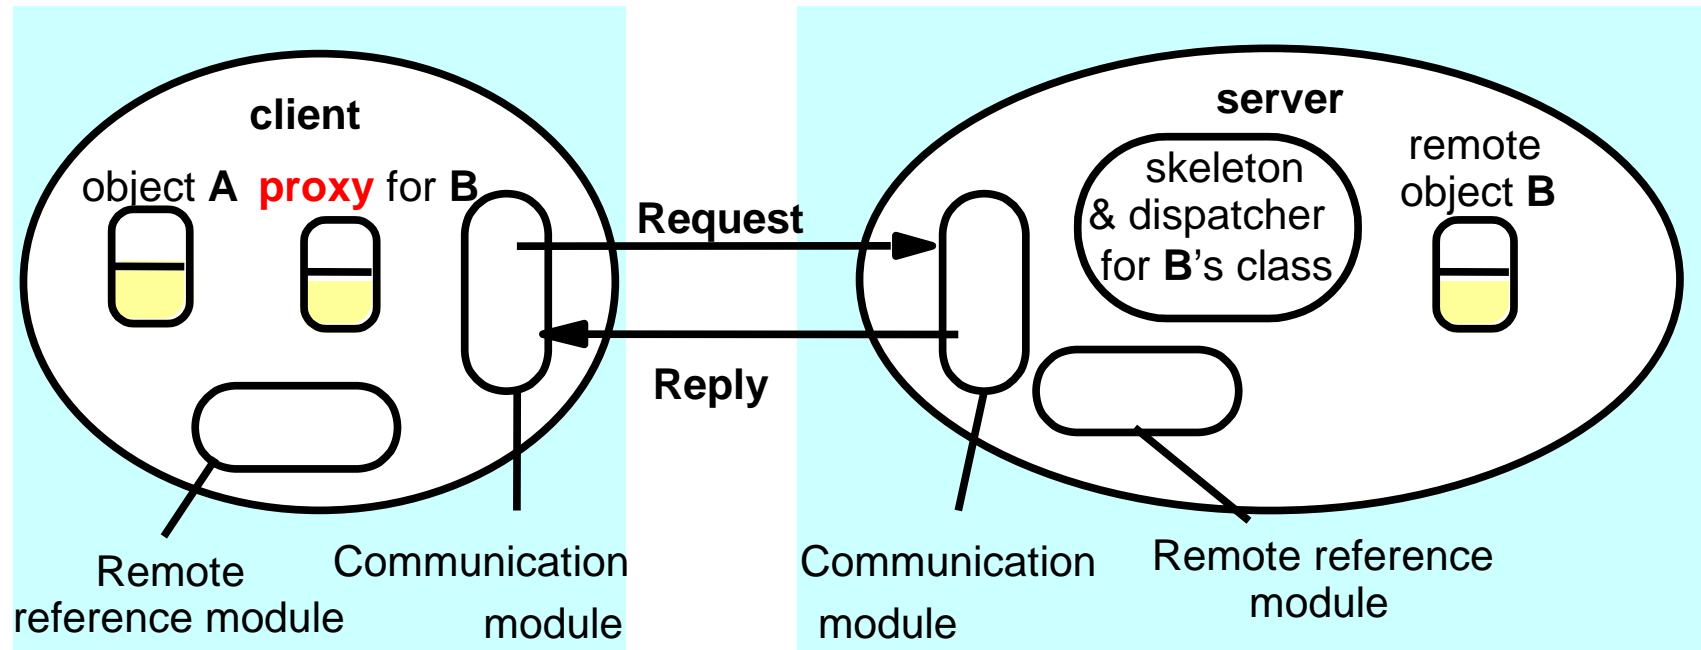 client
object A proxy for B
Remote
reference module
Communication
module
Request
Reply
server
skeleton
& dispatcher
for B's class
remote
object B
Communication
module
Remote reference
module